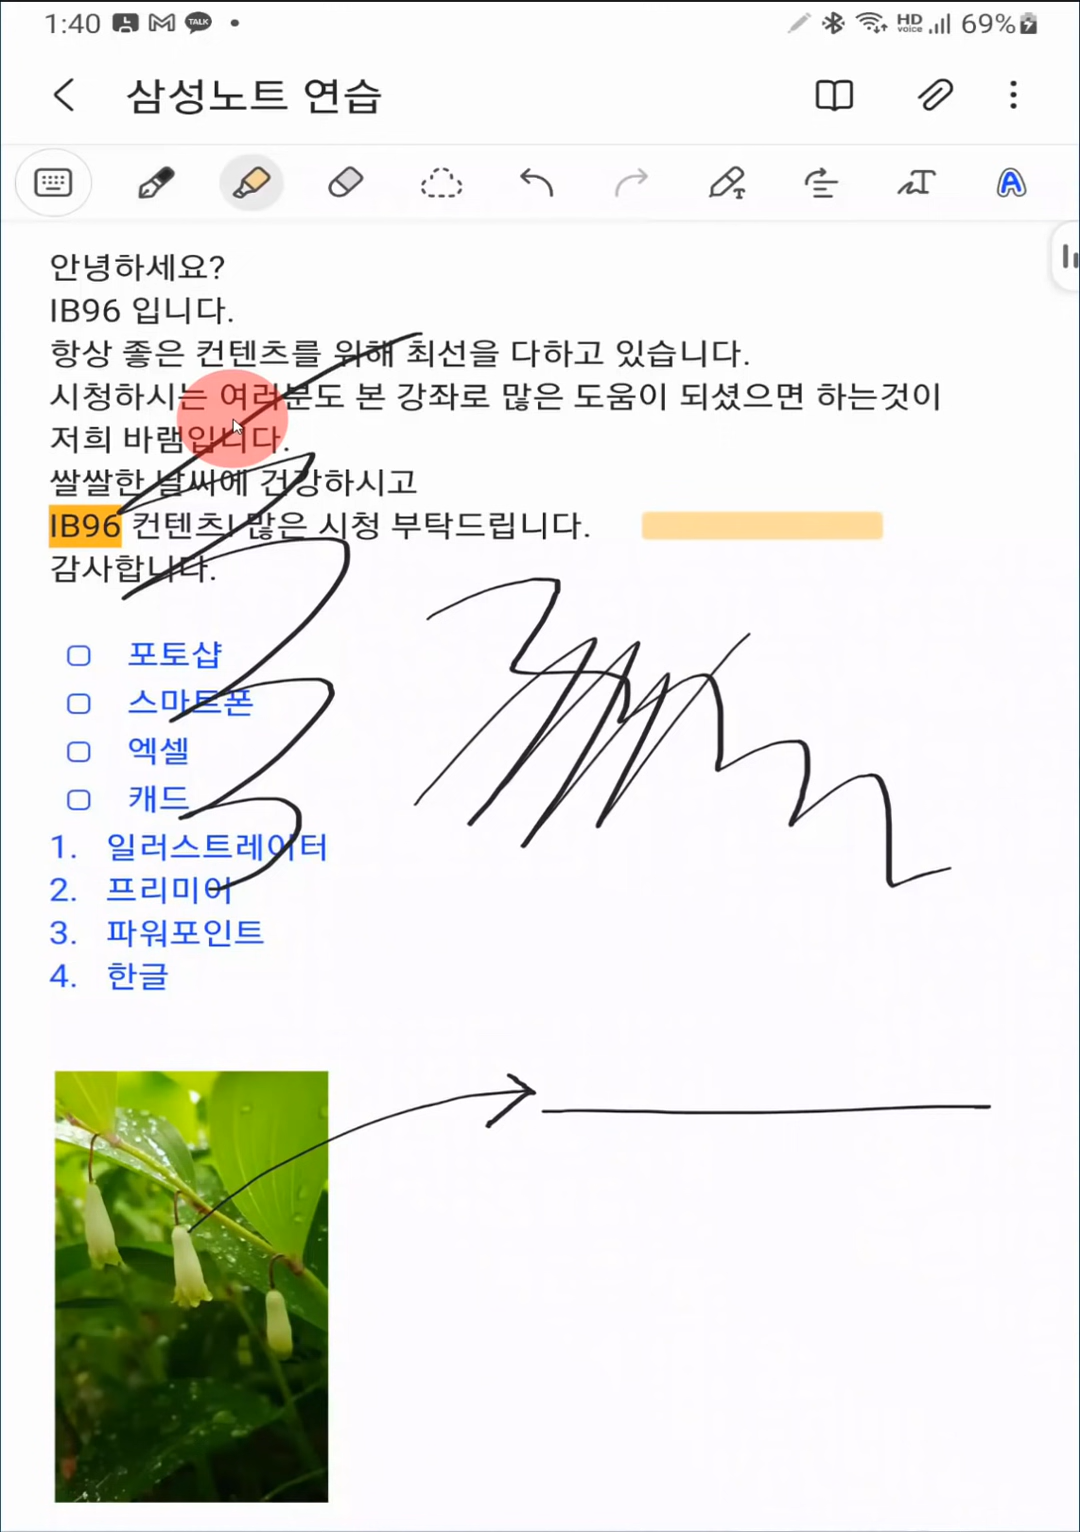 1:40 TALK HD voice 69%
삼성노트 연습
안녕하세요?
IB96 입니다.
항상 좋은 컨텐츠를 위해 최선을 다하고 있습니다.
시청하시는 여러분도 본 강좌로 많은 도움이 되셨으면 하는것이
저희 바램입니다.
쌀쌀한 날씨에 건강하시고
IB96 컨텐츠 많은 시청 부탁드립니다.
감사합니다.
포토샵
스마트폰
엑셀
캐드
1. 일러스트레이터
2. 프리미어
3. 파워포인트
4. 한글